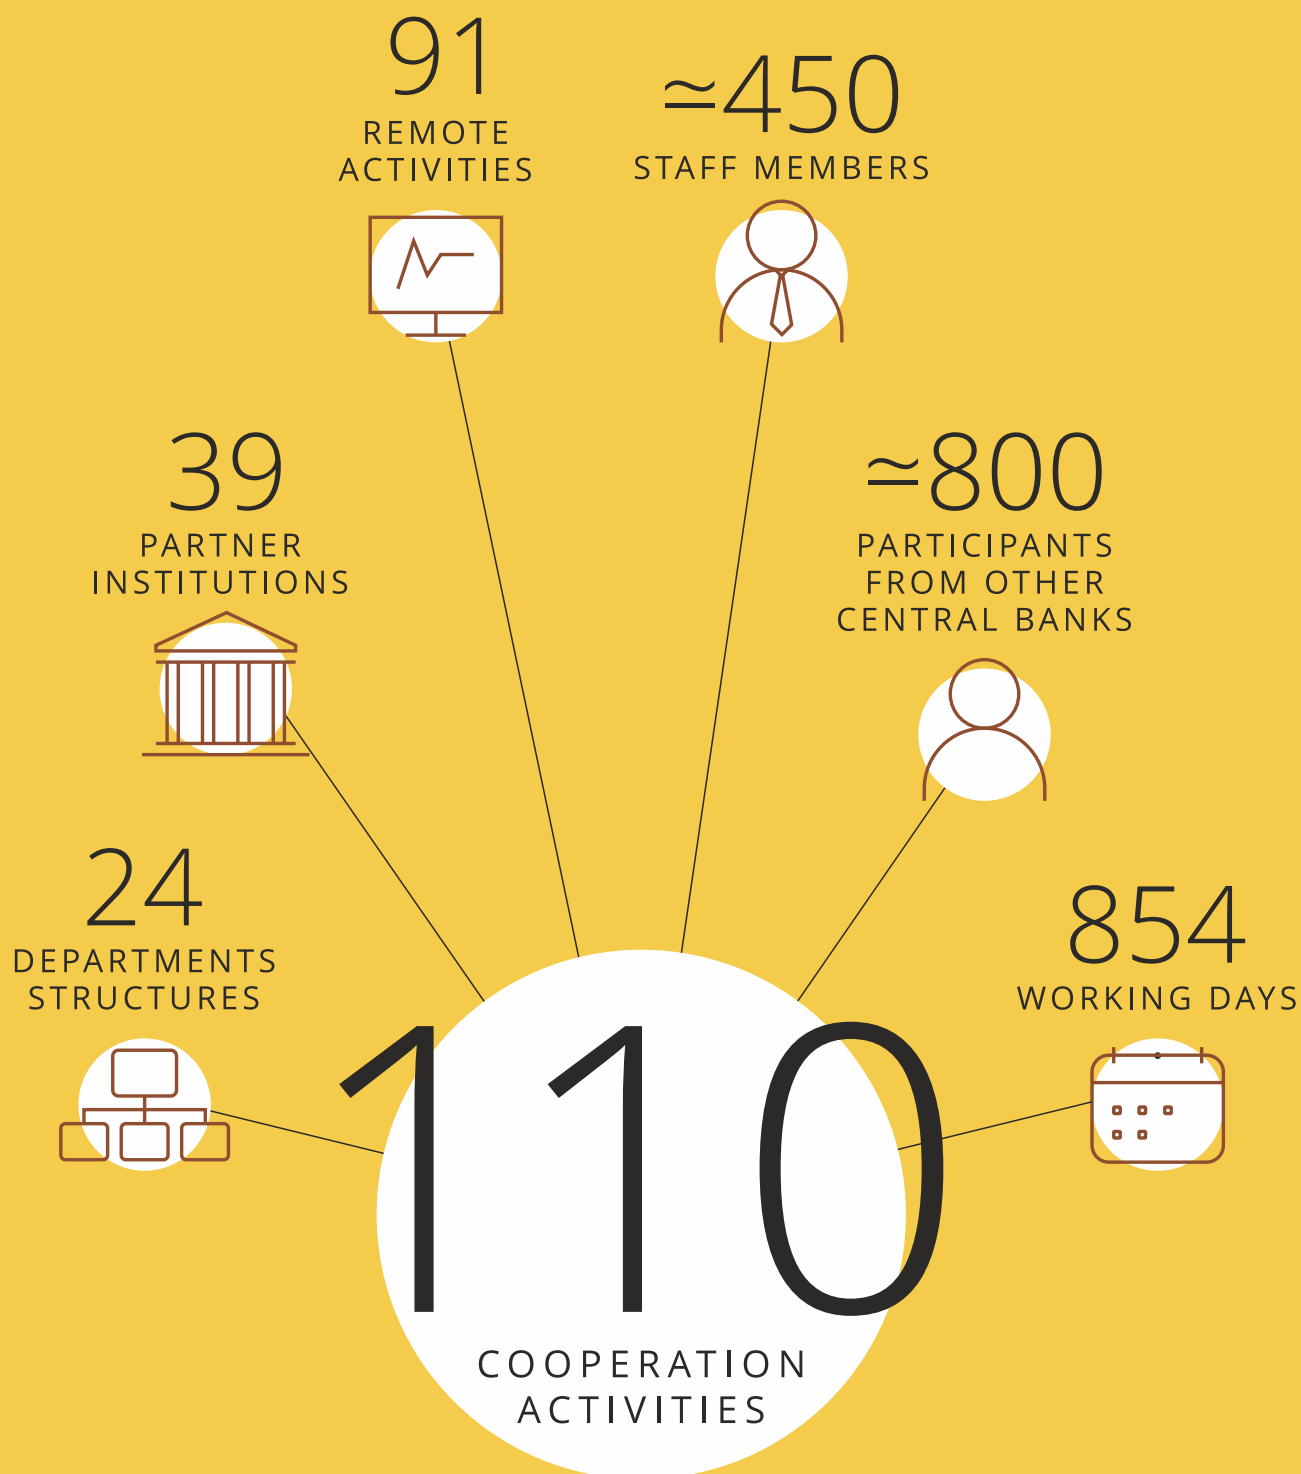 91
REMOTE
ACTIVITIES
≃450
STAFF MEMBERS
39
PARTNER
INSTITUTIONS
≃800
PARTICIPANTS
FROM OTHER
CENTRAL BANKS
24
DEPARTMENTS
STRUCTURES
854
WORKING DAYS
110
COOPERATION
ACTIVITIES